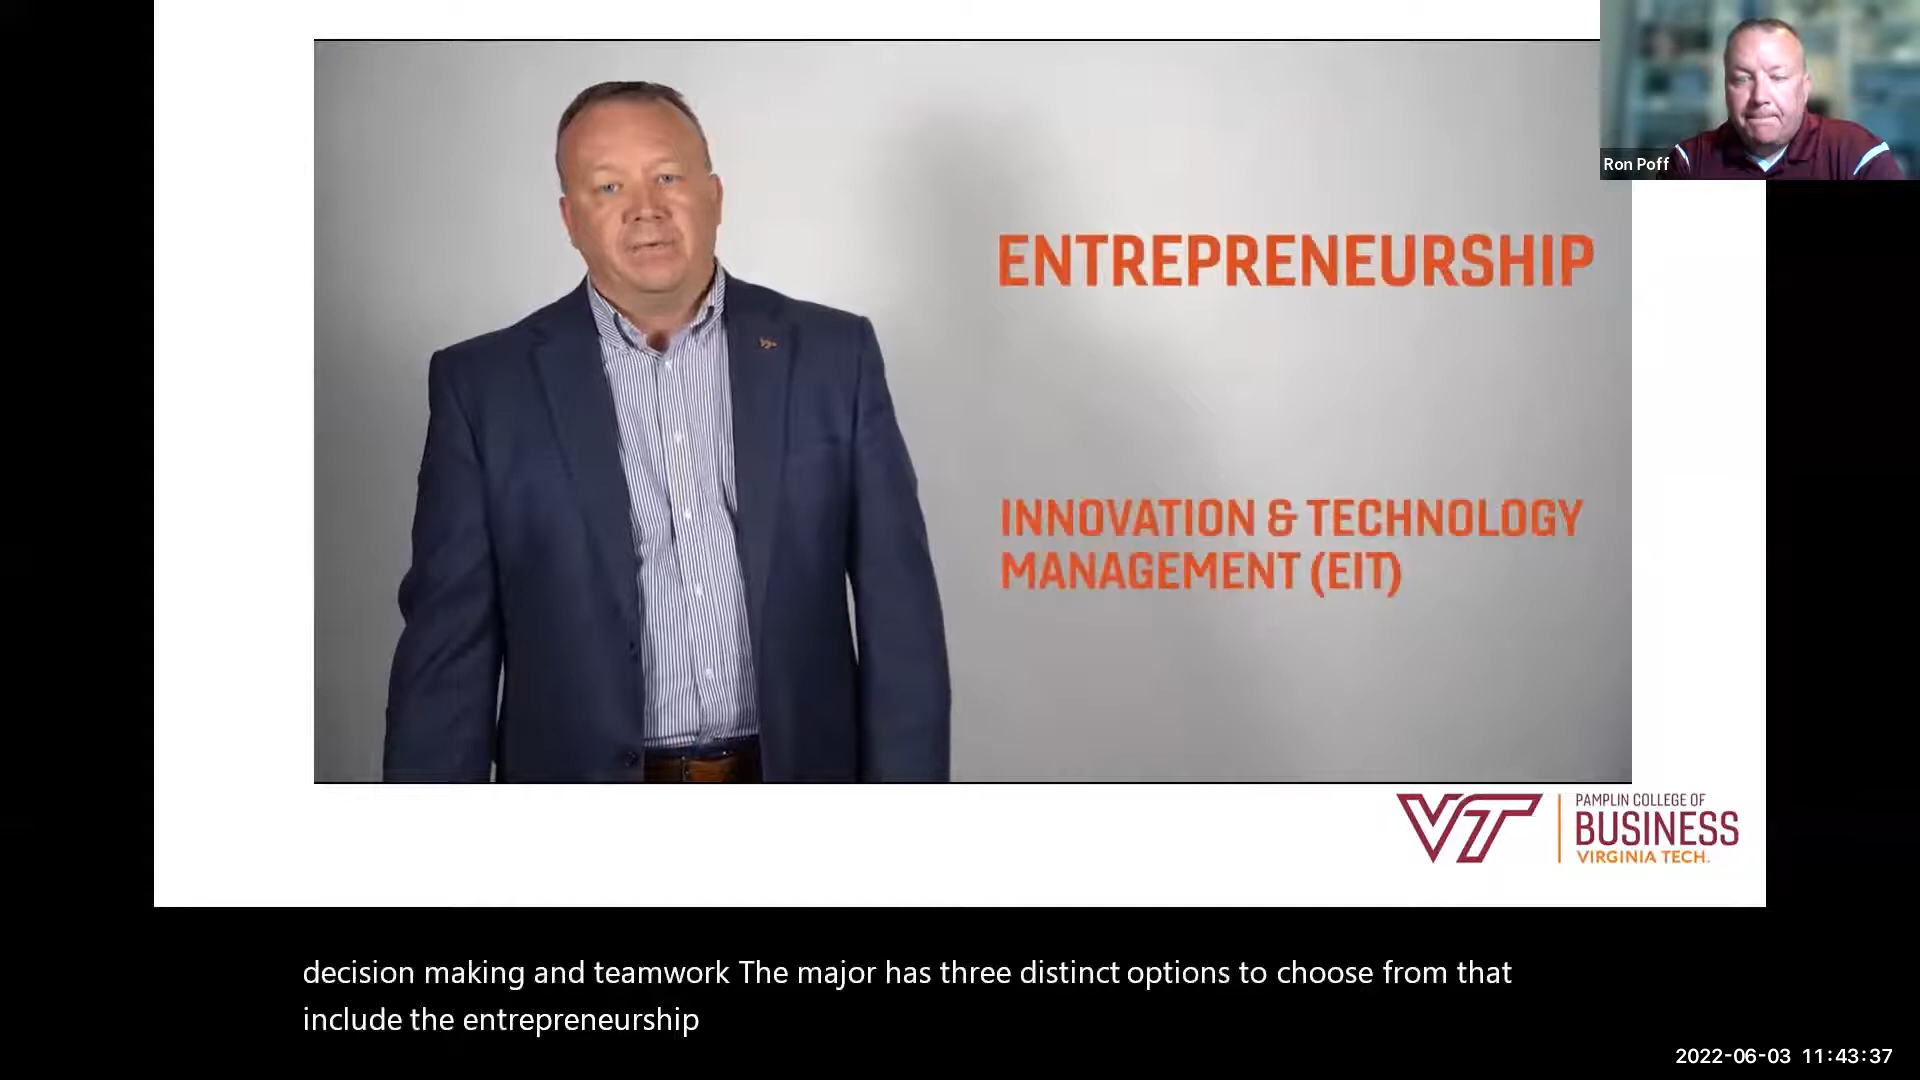 Ron Poff
ENTREPRENEURSHIP
INNOVATION & TECHNOLOGY
MANAGEMENT (EIT)
VT
PAMPLIN COLLEGE OF
BUSINESS
VIRGINIA TECH.
decision making and teamwork The major has three distinct options to choose from that
include the entrepreneurship
2022-06-03 11:43:37